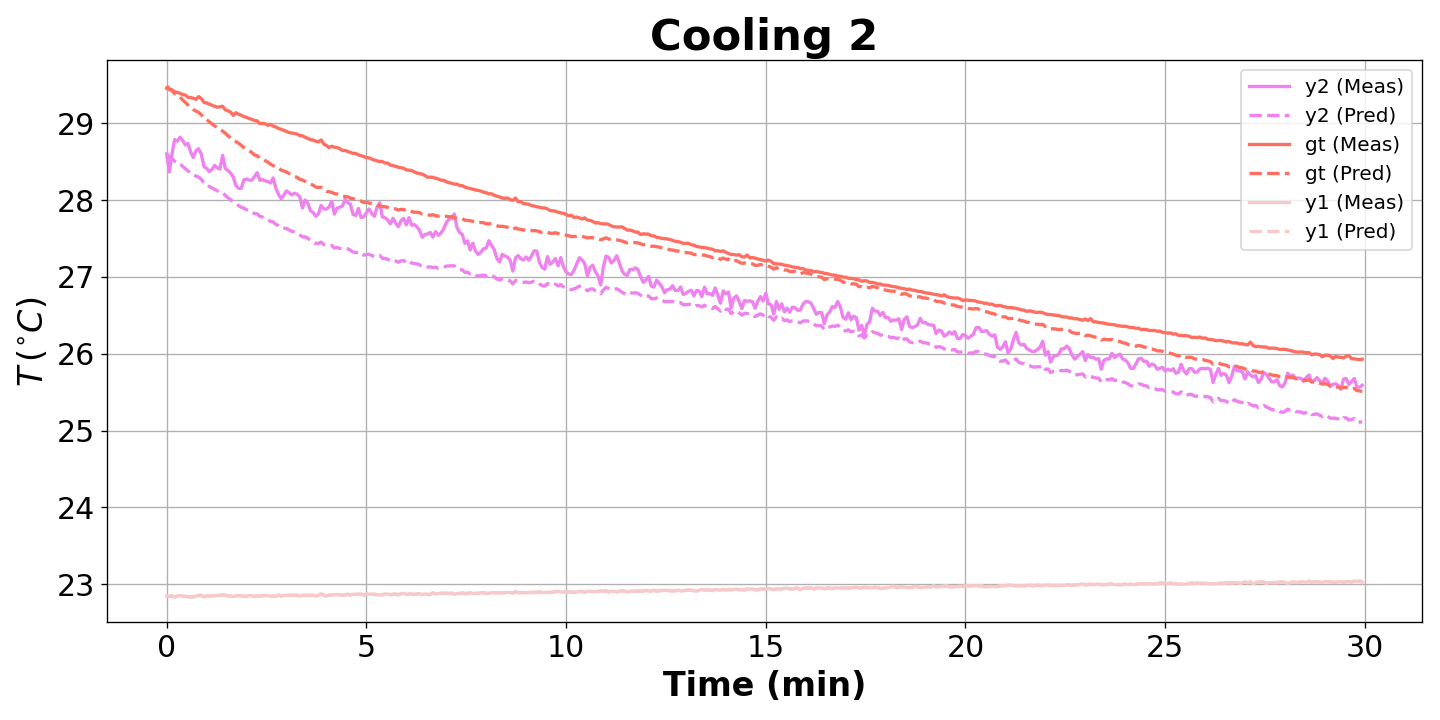 Cooling 2
T (°C)
29
28
27
26
25
24
23
y2 (Meas)
y2 (Pred)
gt (Meas)
gt (Pred)
y1 (Meas)
y1 (Pred)
0 5 10 15 20 25 30
Time (min)